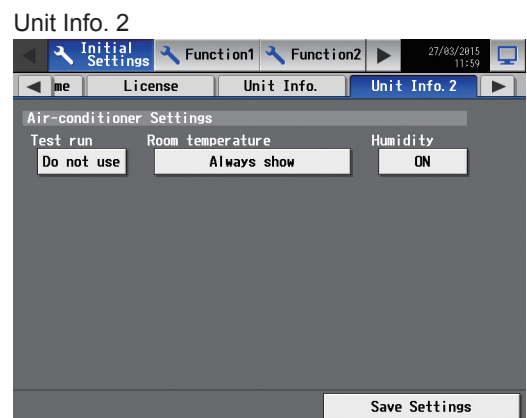 Unit Info. 2
Initial Settings Function1 Function2 27/03/2015 11:59
me License Unit Info. Unit Info.2
Air-conditioner Settings
Test run Room temperature Humidity
Do not use Always show ON
Save Settings